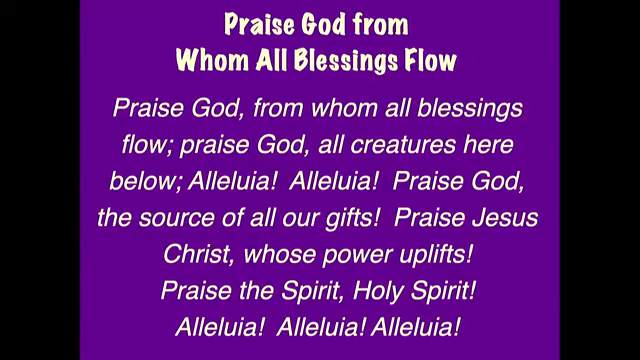 Praise God from
Whom All Blessings Flow
Praise God, from whom all blessings
flow; praise God, all creatures here
below; Alleluia!  Alleluia!  Praise God,
the source of all our gifts!  Praise Jesus
Christ, whose power uplifts!
Praise the Spirit, Holy Spirit!
Alleluia!  Alleluia! Alleluia!